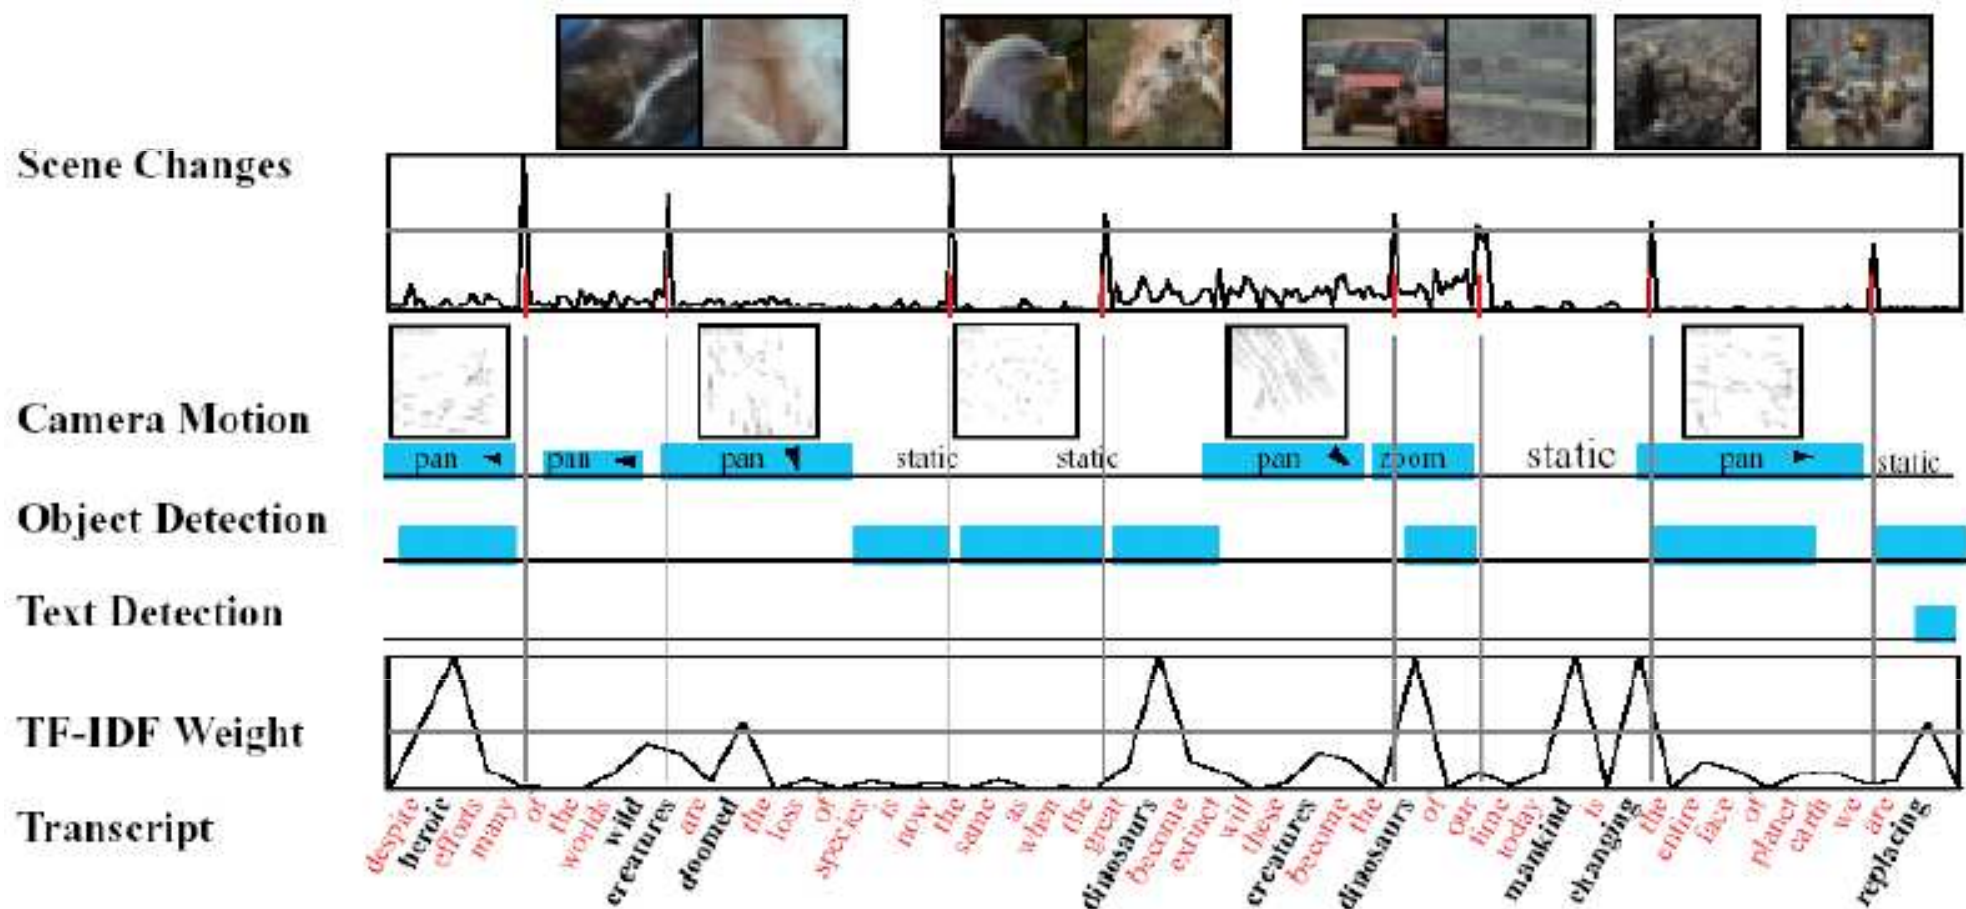 Scene Changes
Camera Motion
pan pan pan static static pan zoom static pan static
Object Detection
Text Detection
TF-IDF Weight
Transcript
despite heroic efforts many of the worlds wild creatures are doomed the loss of species is now the same as when the great dinosaurs become extinct will these creatures become the dinosaurs of our time today mankind is changing the entire face of planet earth we are replacing